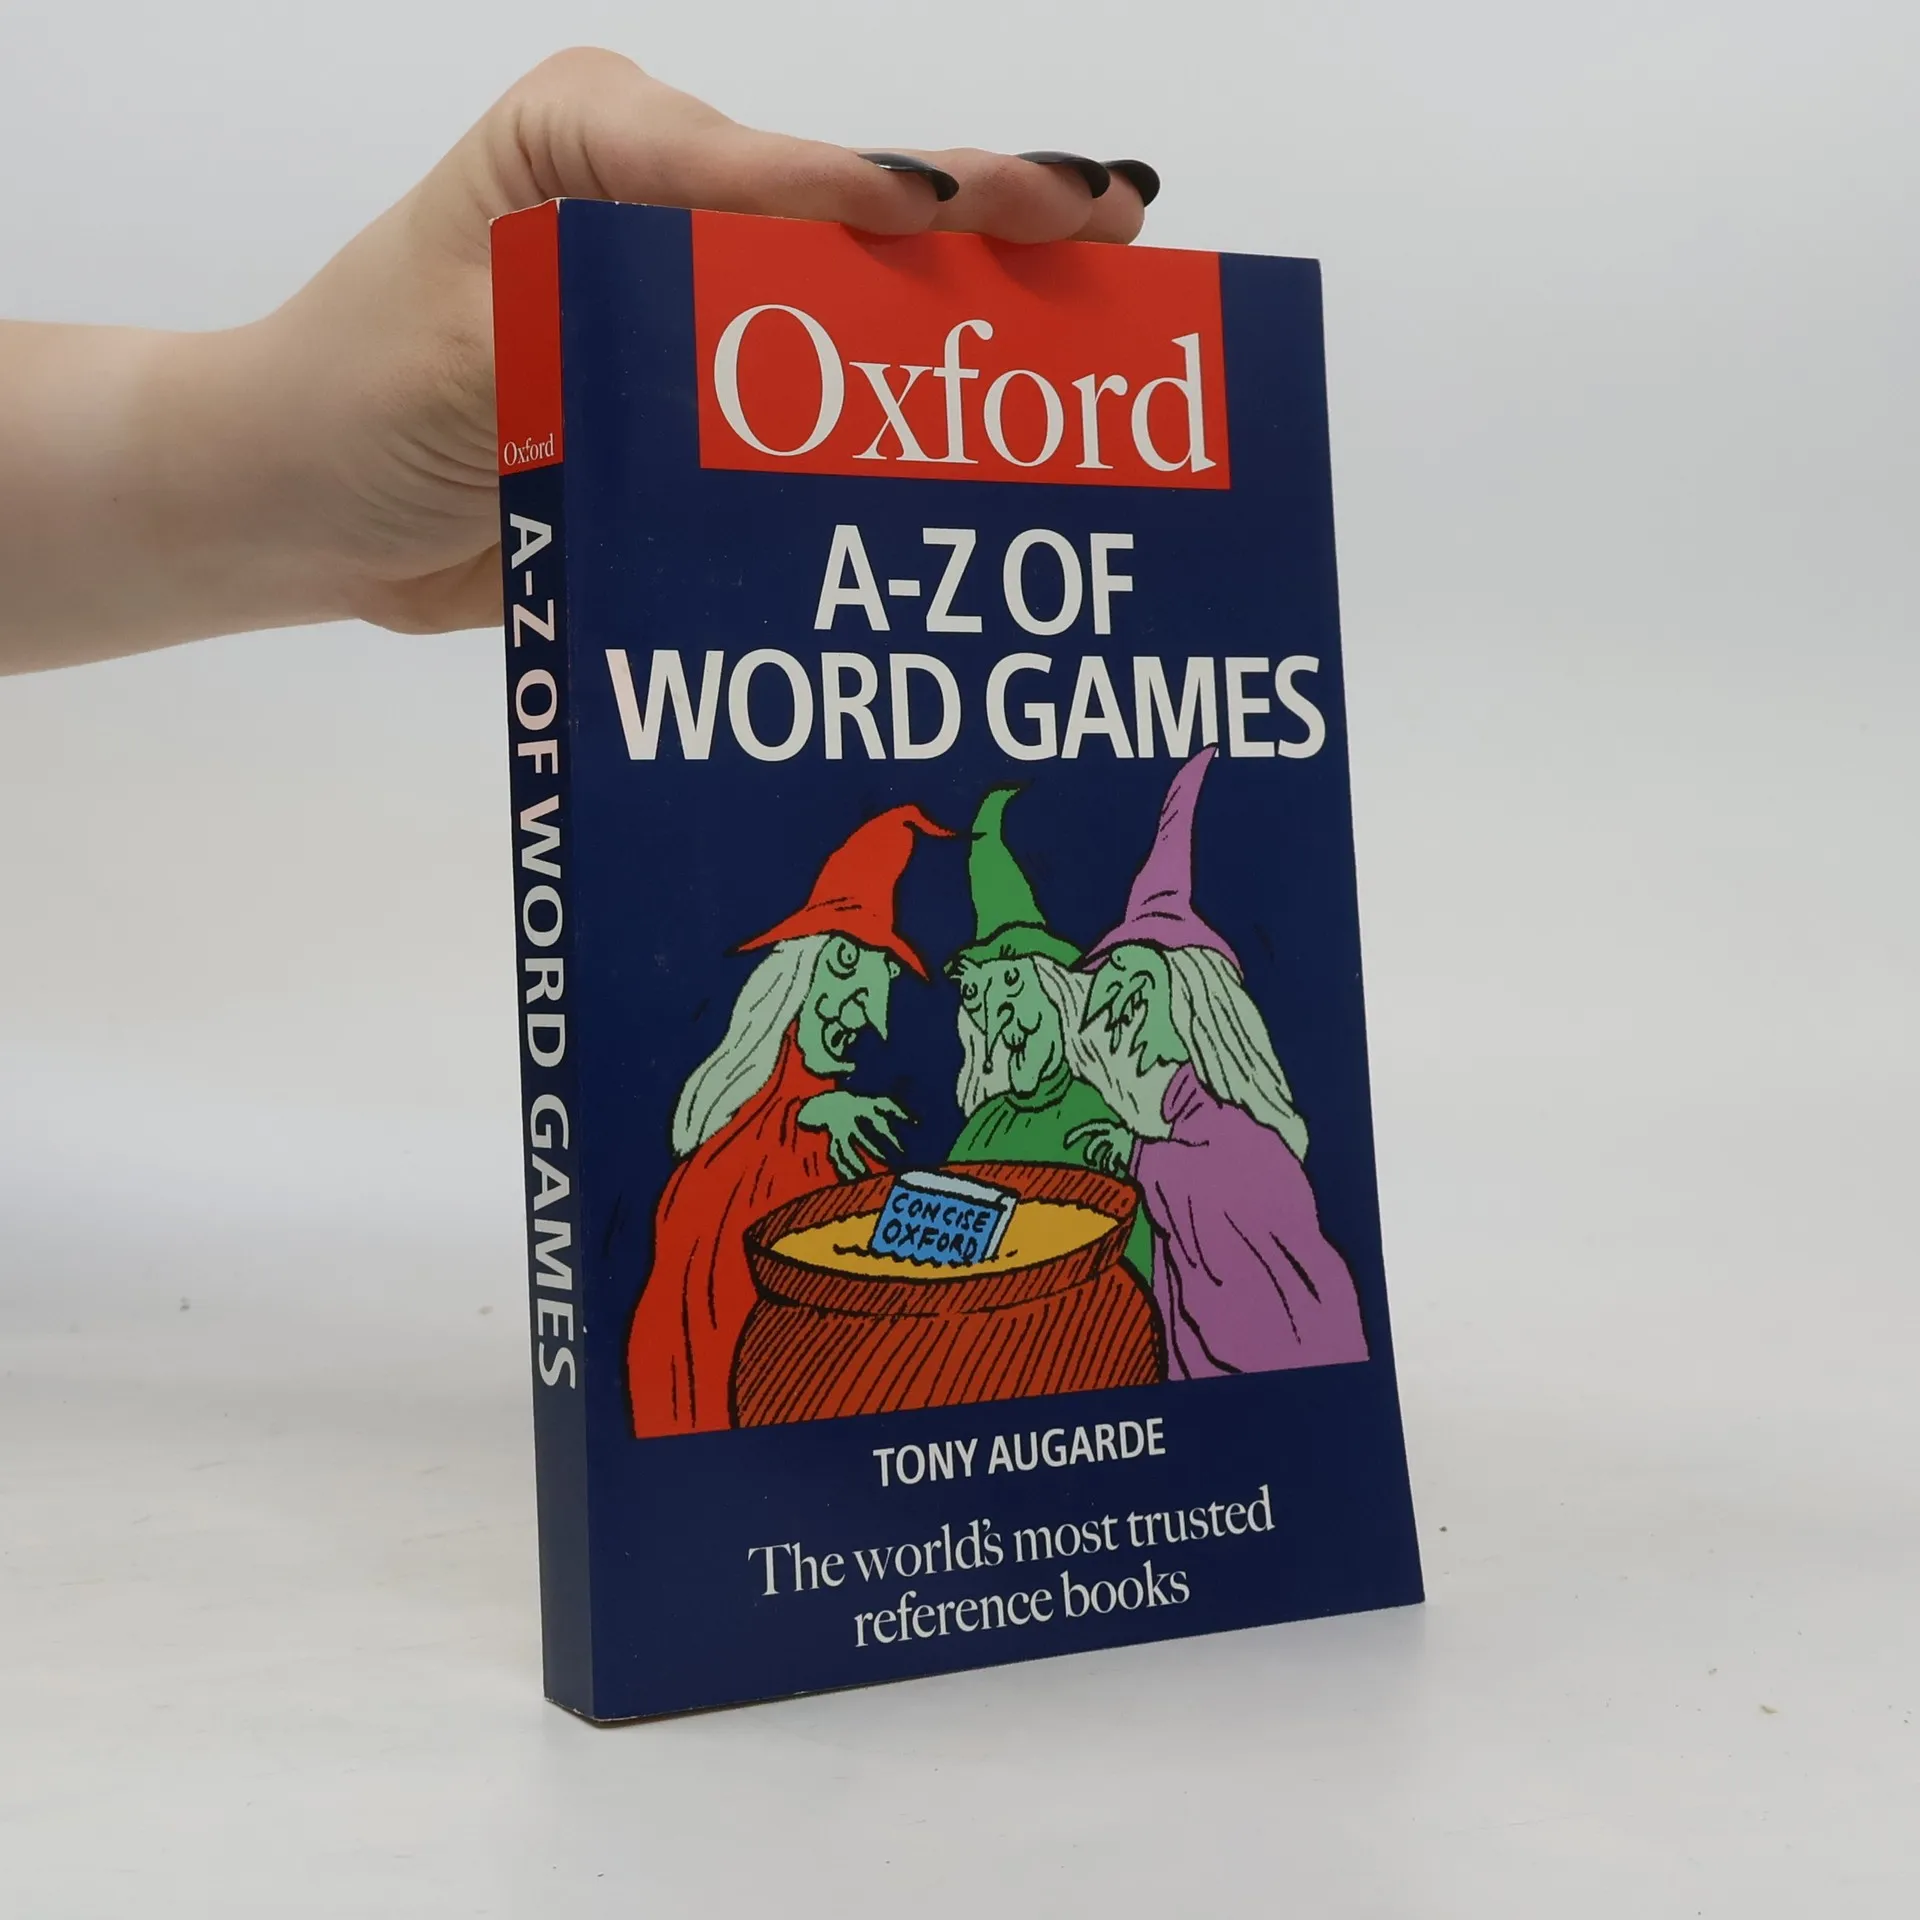 Oxford
A-Z OF WORD GAMES
Oxford
A-Z OF
WORD GAMES
CONCISE
OXFORD
TONY AUGARDE
The world's most trusted
reference books